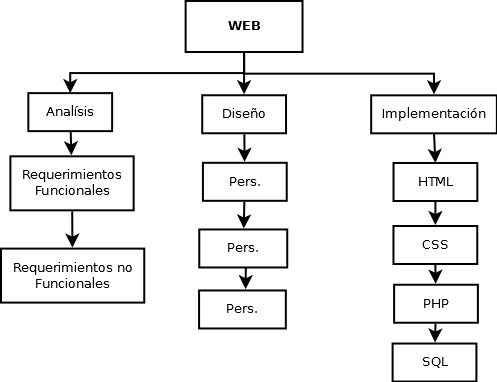 WEB
Analísis
Diseño
Implementación
Requerimientos
Funcionales
Pers.
HTML
Requerimientos no
Funcionales
Pers.
CSS
Pers.
PHP
SQL